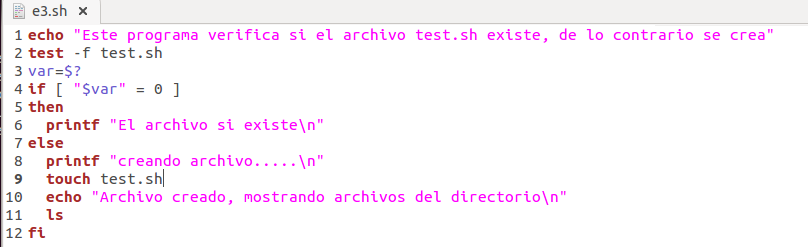 e3.sh ×
1 echo "Este programa verifica si el archivo test.sh existe, de lo contrario se crea"
2 test -f test.sh
3 var=$?
4 if [ "$var" = 0 ]
5 then
6   printf "El archivo si existe\n"
7 else
8   printf "creando archivo.....\n"
9   touch test.sh
10   echo "Archivo creado, mostrando archivos del directorio\n"
11   ls
12 fi